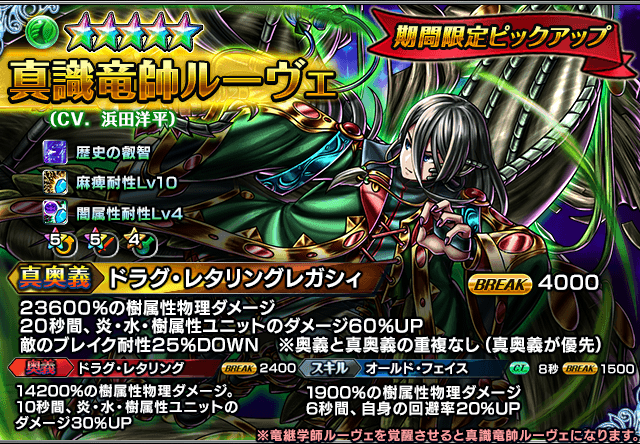 期間限定ピックアップ
真識竜帥ルーヴェ
(CV. 浜田洋平)
歴史の叡智
麻痺耐性Lv10
闇属性耐性Lv4
5 5 4
真奥義 ドラグ・レタリングレガシィ BREAK 4000
23600%の樹属性物理ダメージ
20秒間、炎・水・樹属性ユニットのダメージ60%UP
敵のブレイク耐性25%DOWN ※奥義と真奥義の重複なし(真奥義が優先)
奥義 ドラグ・レタリング BREAK 2400
14200%の樹属性物理ダメージ。
10秒間、炎・水・樹属性ユニットの
ダメージ30%UP
スキル オールド・フェイス CT 8秒 BREAK 1500
1900%の樹属性物理ダメージ
6秒間、自身の回避率20%UP
※竜継学師ルーヴェを覚醒させると真識竜帥ルーヴェになります。